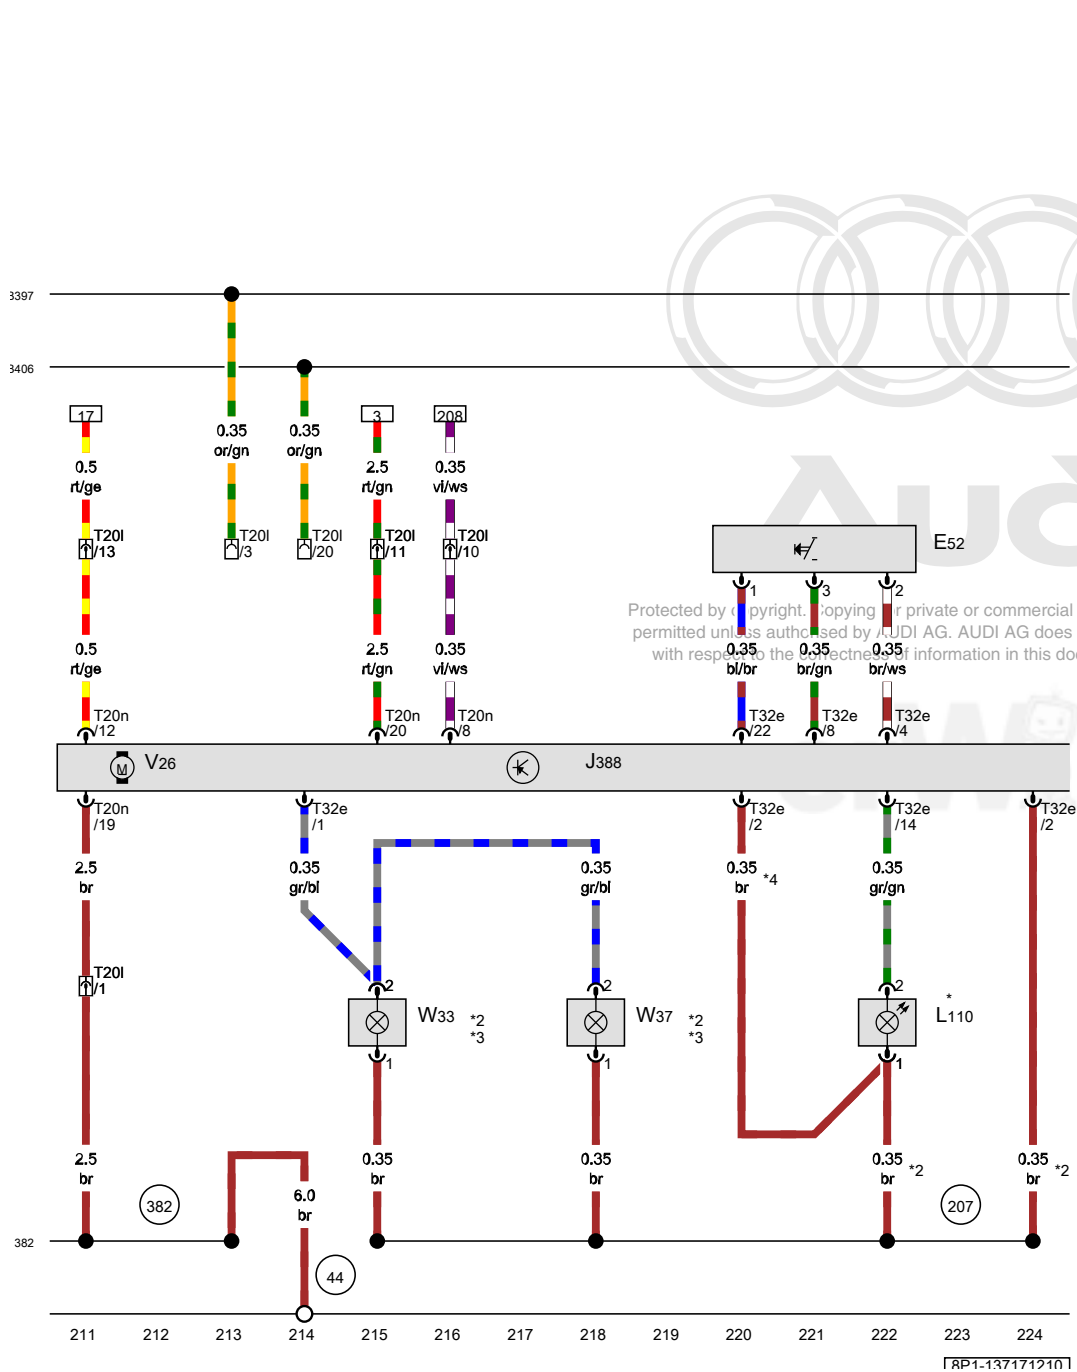 3397
3406
17
3
208
0.35
or/gn
0.35
or/gn
0.5
rt/ge
2.5
rt/gn
0.35
vi/ws
T20l
/13
T20l
/3
T20l
/20
T20l
/11
T20l
/10
E52
Audi
1
3
2
Protected by copyright. Copying for private or commercial
permitted unless authorised by AUDI AG. AUDI AG does
with respect to the correctness of information in this do
0.5
rt/ge
2.5
rt/gn
0.35
vi/ws
0.35
bl/br
0.35
br/gn
0.35
br/ws
T20n
/12
T20n
/20
T20n
/8
T32e
/22
T32e
/8
T32e
/4
M
V26
J388
T20n
/19
T32e
/1
T32e
/2
T32e
/14
T32e
/2
2.5
br
0.35
gr/bl
0.35
gr/bl
0.35
br
*4
0.35
gr/gn
T20l
/1
2
2
2
W33
*2
*3
W37
*2
*3
L110
*
1
1
1
2.5
br
0.35
br
0.35
br
0.35
br
*2
0.35
br
*2
382
6.0
br
207
382
44
211 212 213 214 215 216 217 218 219 220 221 222 223 224
8P1-137171210